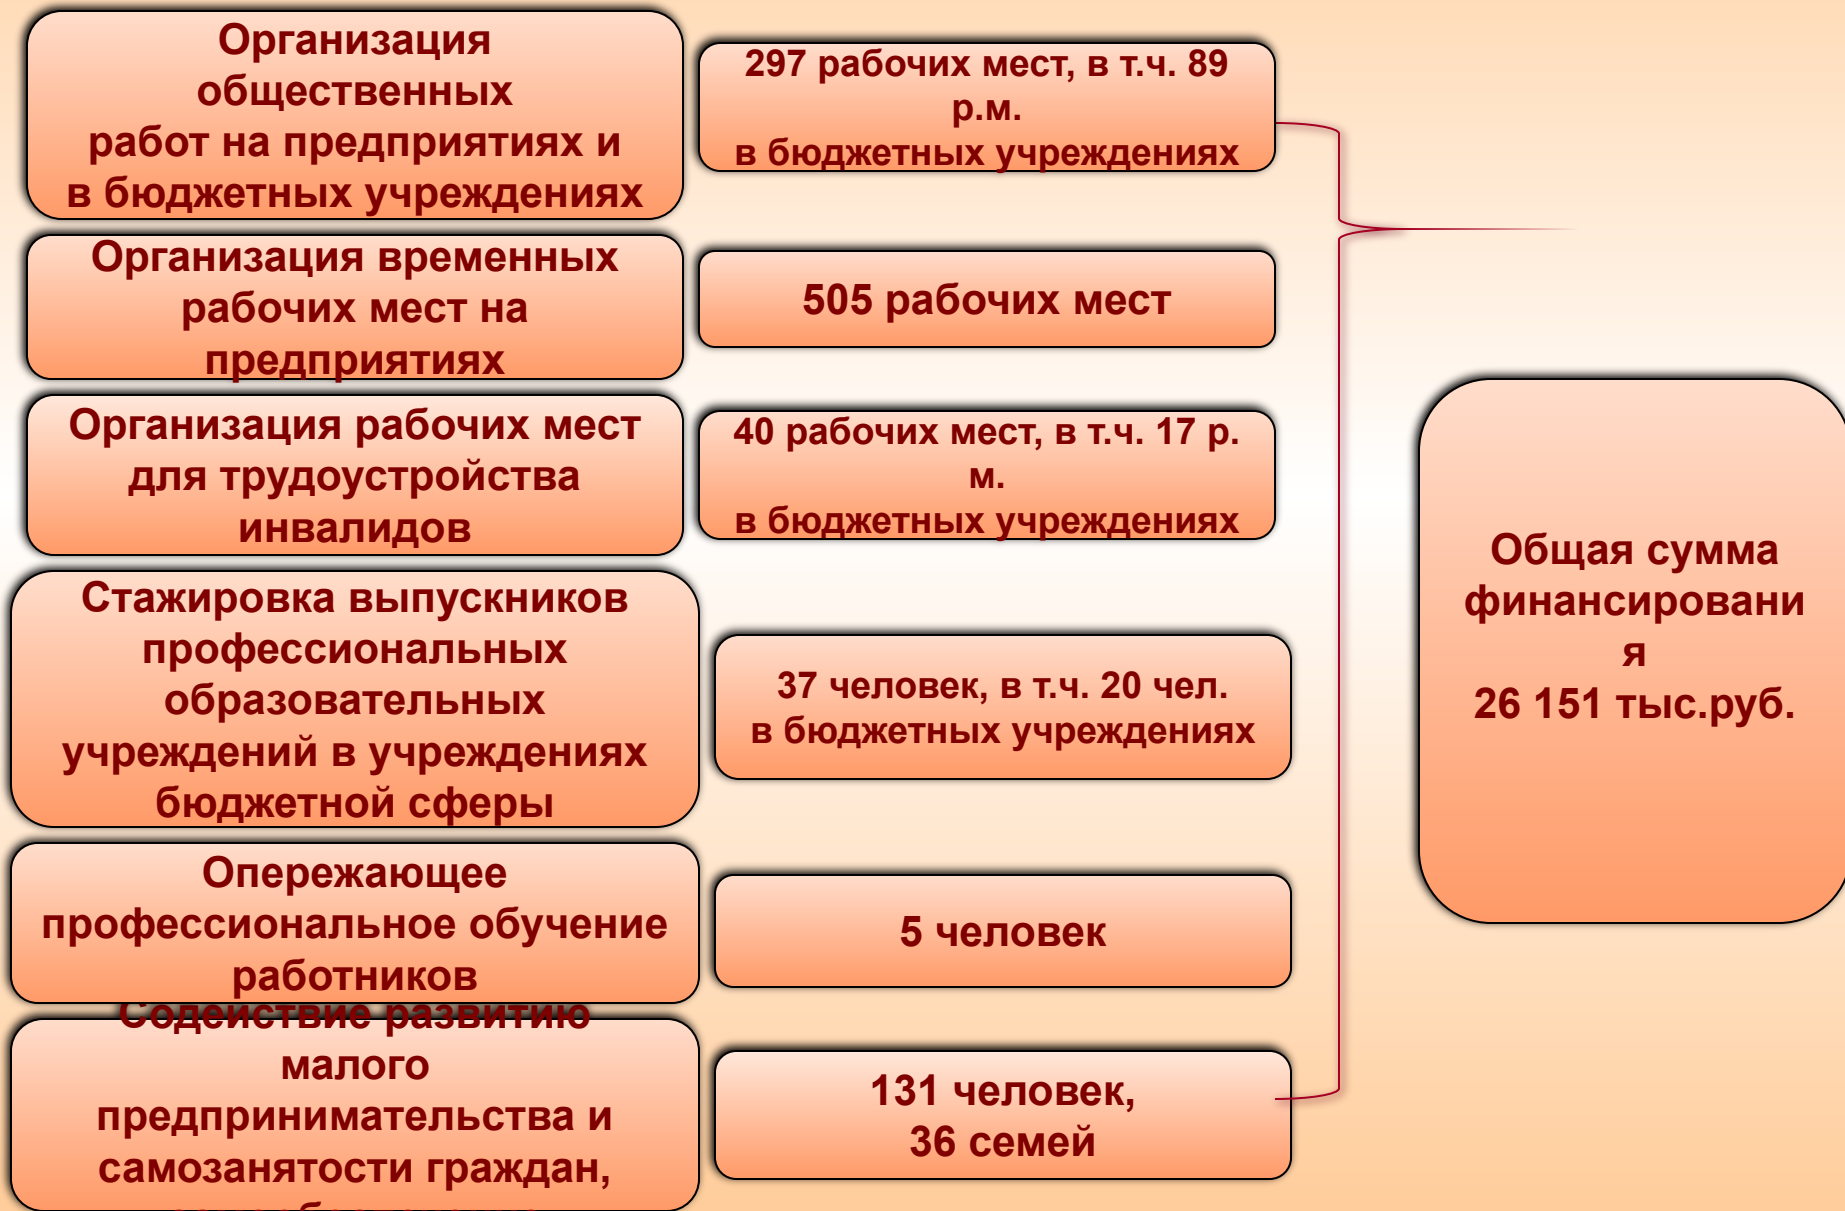 Организация
общественных
работ на предприятиях и
в бюджетных учреждениях
297 рабочих мест, в т.ч. 89
р.м.
в бюджетных учреждениях
Организация временных
рабочих мест на
предприятиях
505 рабочих мест
Организация рабочих мест
для трудоустройства
инвалидов
40 рабочих мест, в т.ч. 17 р.
м.
в бюджетных учреждениях
Стажировка выпускников
профессиональных
образовательных
учреждений в учреждениях
бюджетной сферы
37 человек, в т.ч. 20 чел.
в бюджетных учреждениях
Опережающее
профессиональное обучение
работников
5 человек
Содействие развитию
малого
предпринимательства и
самозанятости граждан,
131 человек,
36 семей
Общая сумма
финансировани
я
26 151 тыс.руб.